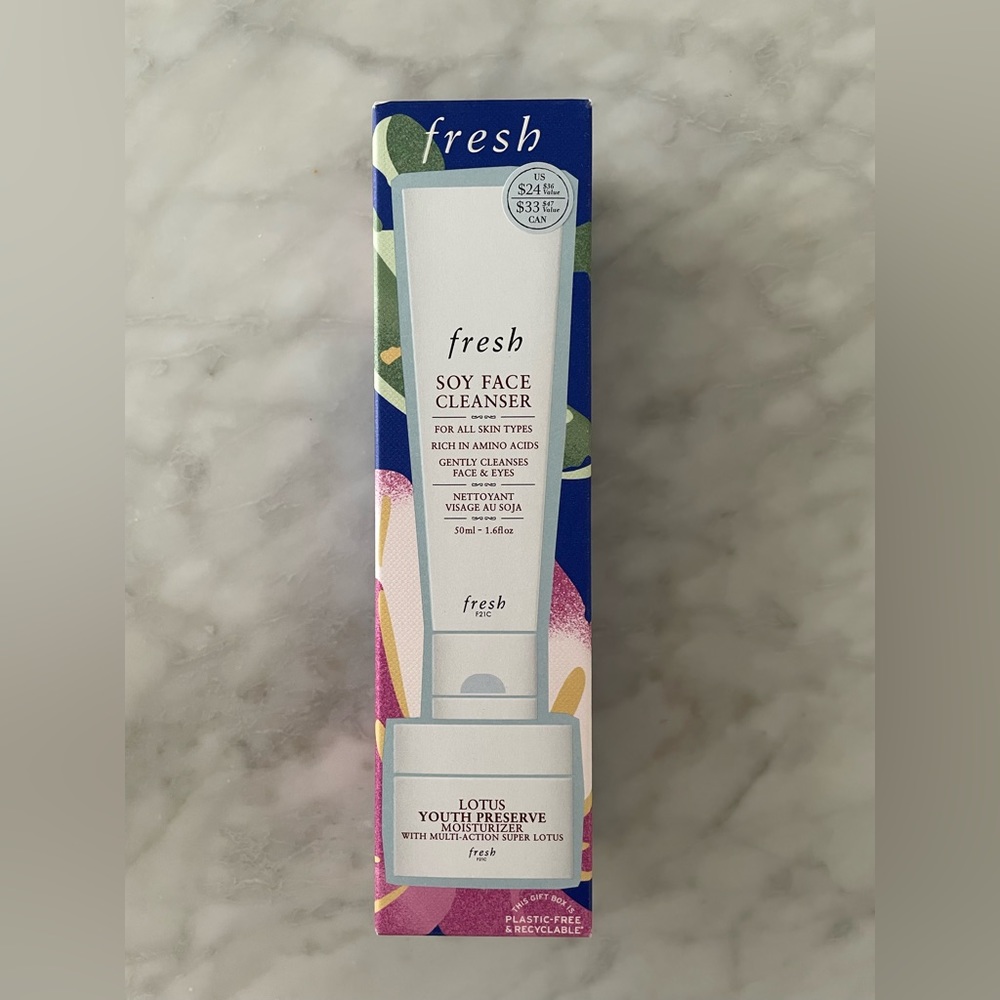 fresh
US
$24 $36 Value
$33 $47 Value
CAN
fresh
SOY FACE
CLEANSER
FOR ALL SKIN TYPES
RICH IN AMINO ACIDS
GENTLY CLEANSES
FACE & EYES
NETTOYANT
VISAGE AU SOJA
50ml - 1.6floz
fresh
F21C
LOTUS
YOUTH PRESERVE
MOISTURIZER
WITH MULTI-ACTION SUPER LOTUS
fresh
F21C
THIS GIFT BOX IS
PLASTIC-FREE
& RECYCLABLE*